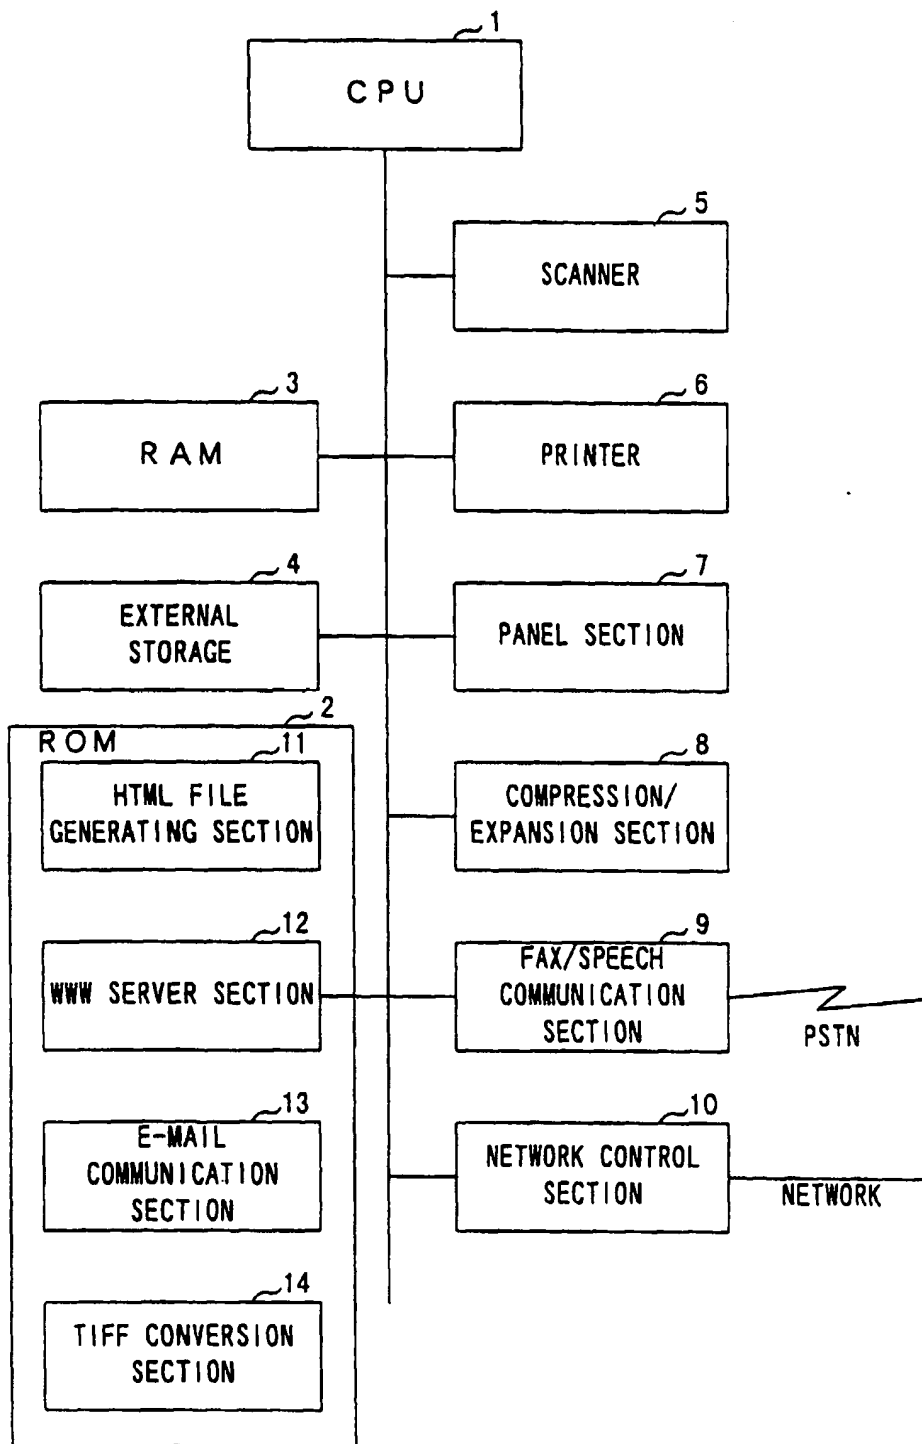 1
CPU
5
SCANNER
3
RAM
6
PRINTER
4
EXTERNAL
STORAGE
7
PANEL SECTION
2
ROM
11
HTML FILE
GENERATING SECTION
8
COMPRESSION/
EXPANSION SECTION
12
WWW SERVER SECTION
9
FAX/SPEECH
COMMUNICATION
SECTION
PSTN
13
E-MAIL
COMMUNICATION
SECTION
10
NETWORK CONTROL
SECTION
NETWORK
14
TIFF CONVERSION
SECTION